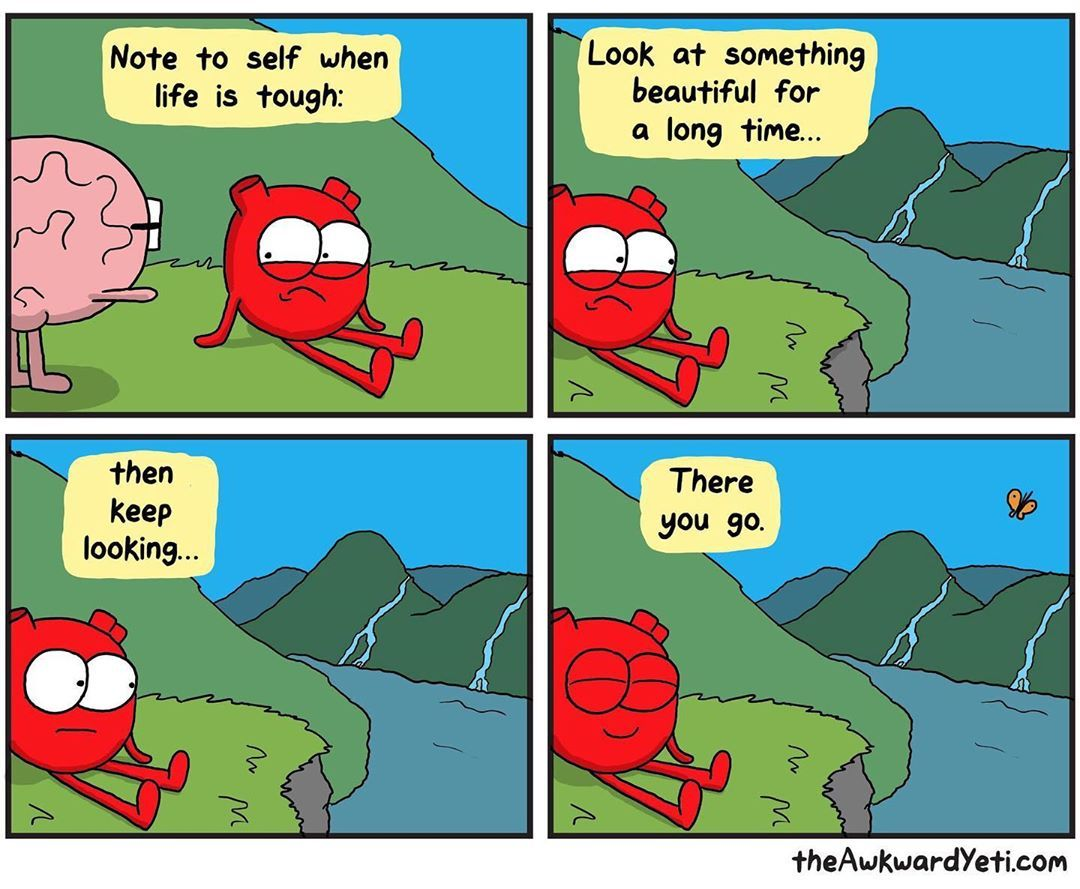 Note to self when
life is tough:
Look at something
beautiful for
a long time...
then
keep
looking...
There
you go.
theAwkwardYeti.com